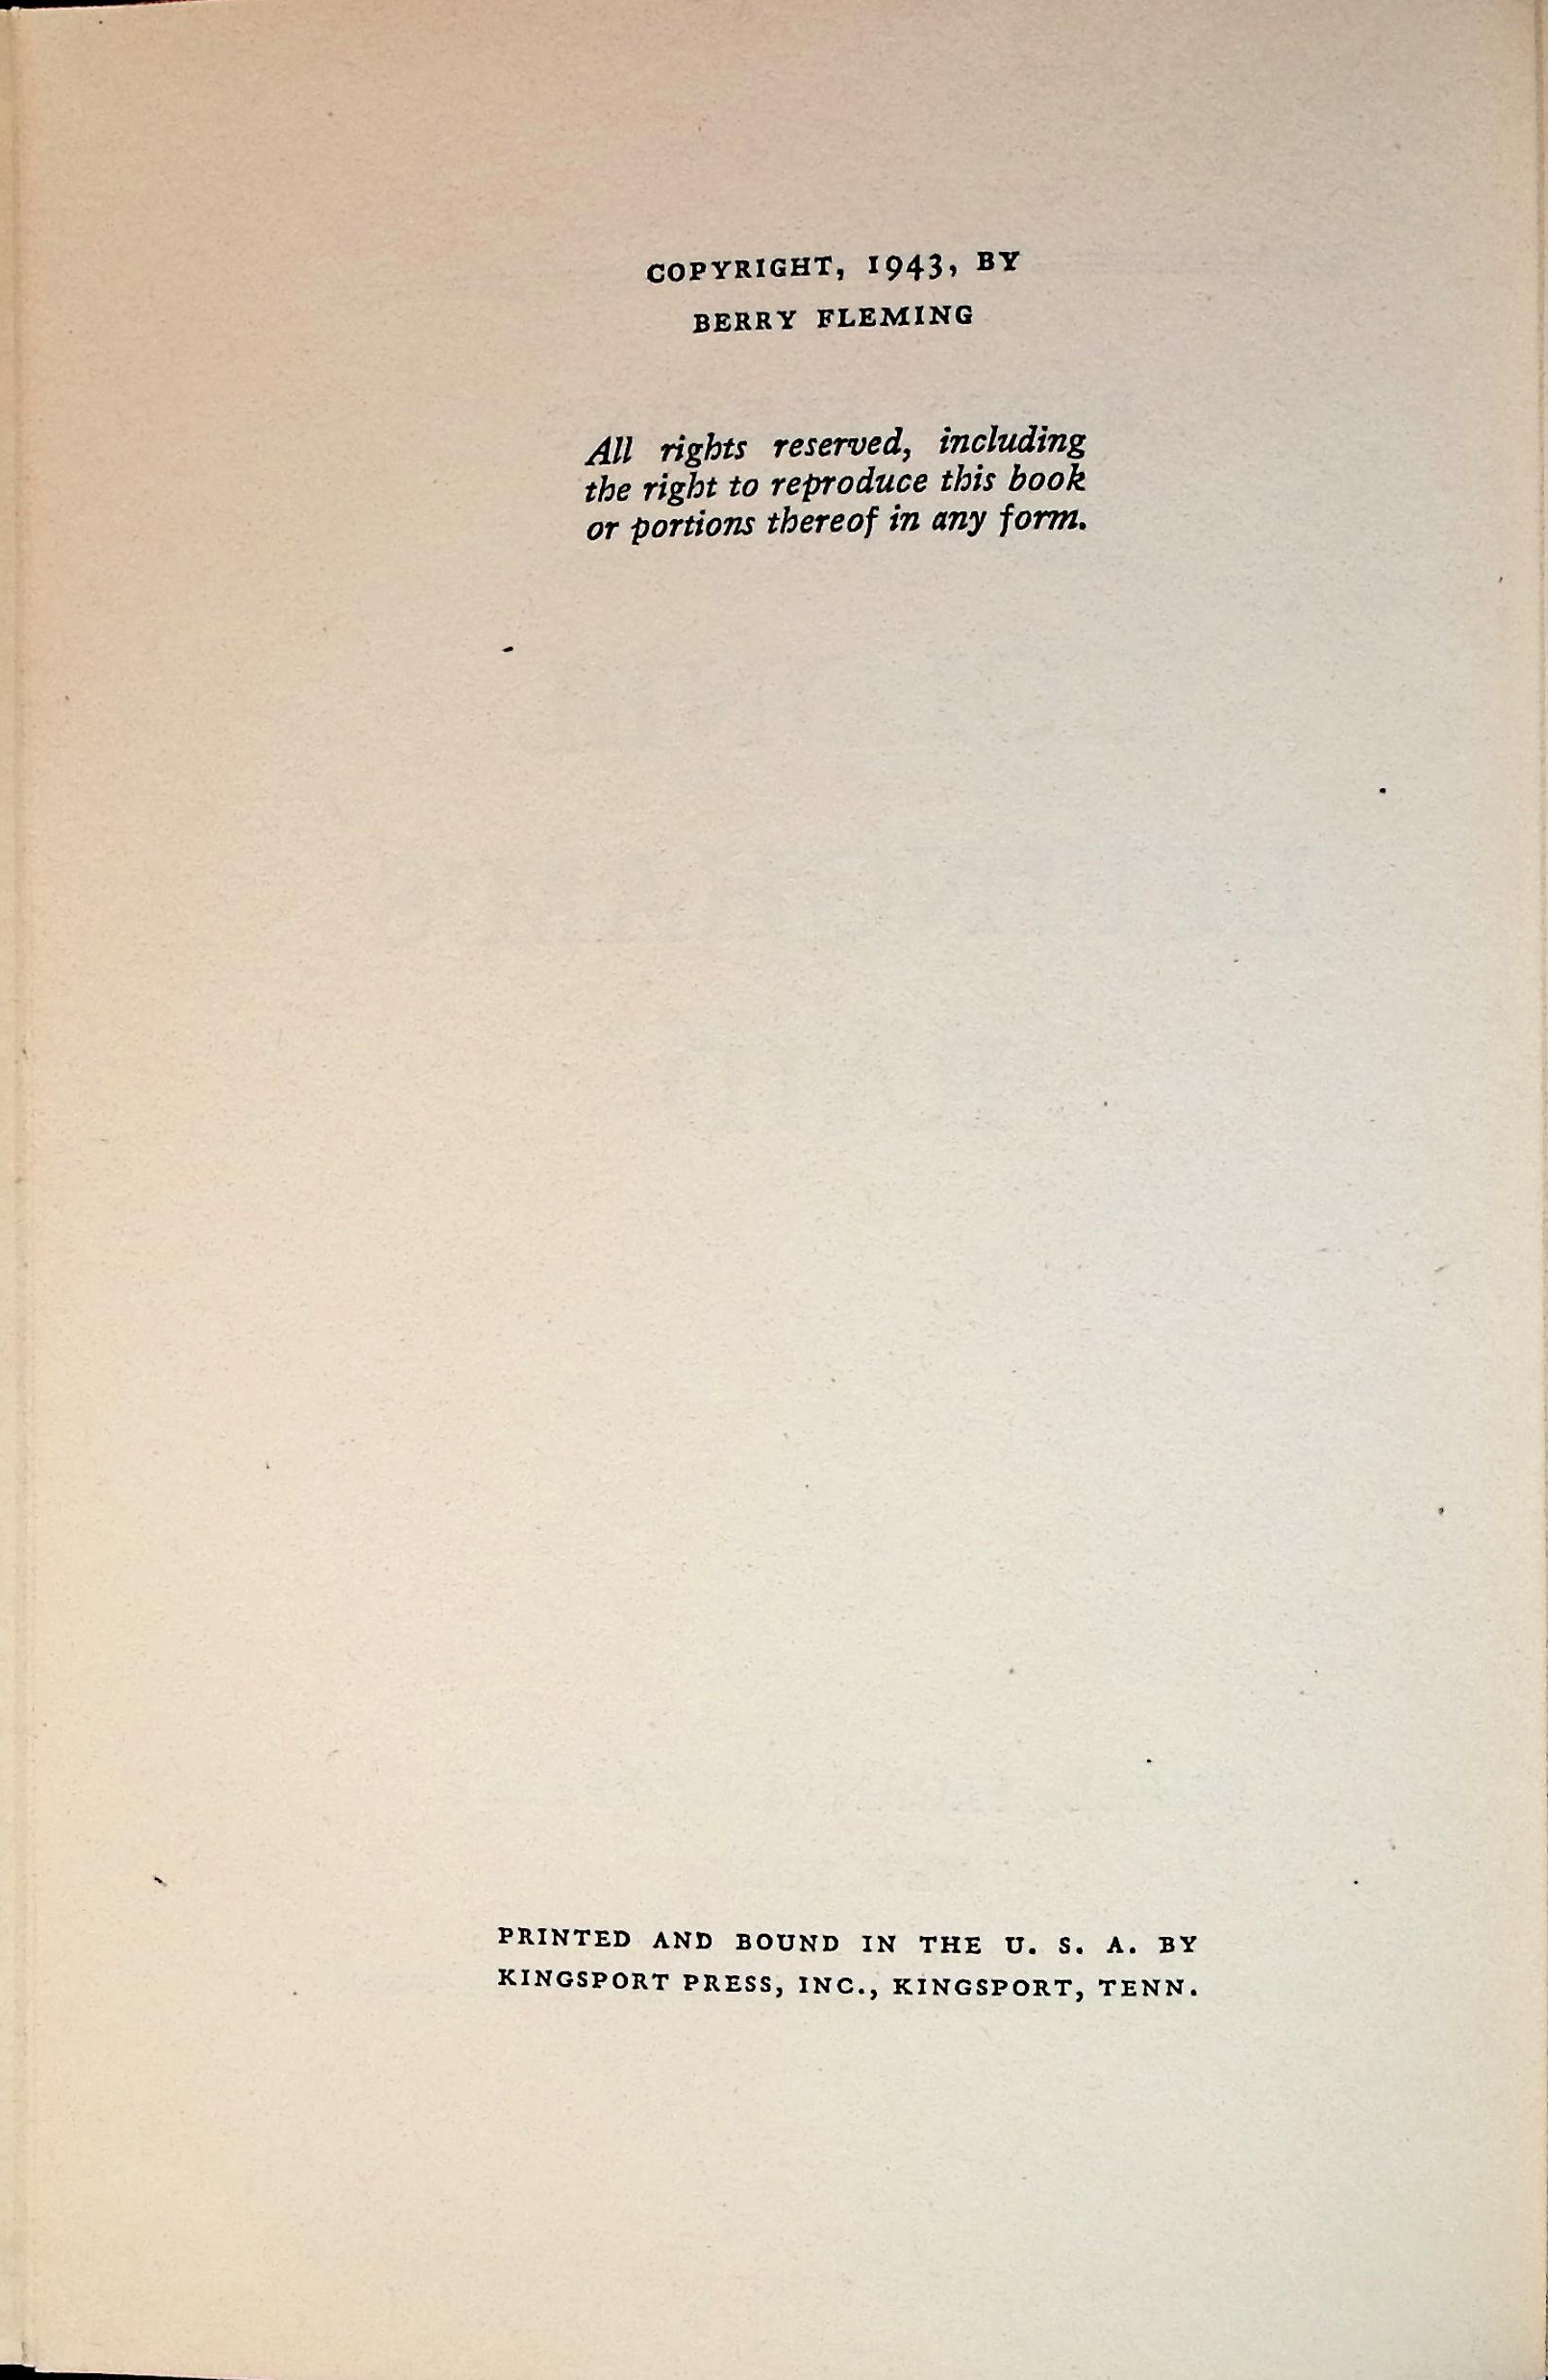 COPYRIGHT, 1943, BY
BERRY FLEMING
All rights reserved, including
the right to reproduce this book
or portions thereof in any form.
PRINTED AND BOUND IN THE U. S. A. BY
KINGSPORT PRESS, INC., KINGSPORT, TENN.